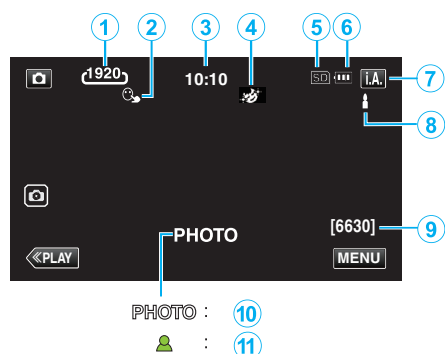 1 2 3 4 5 6
1920 10:10 SD i.A. 7
8
[6630] 9
PHOTO
≪PLAY MENU
PHOTO : 10
: 11